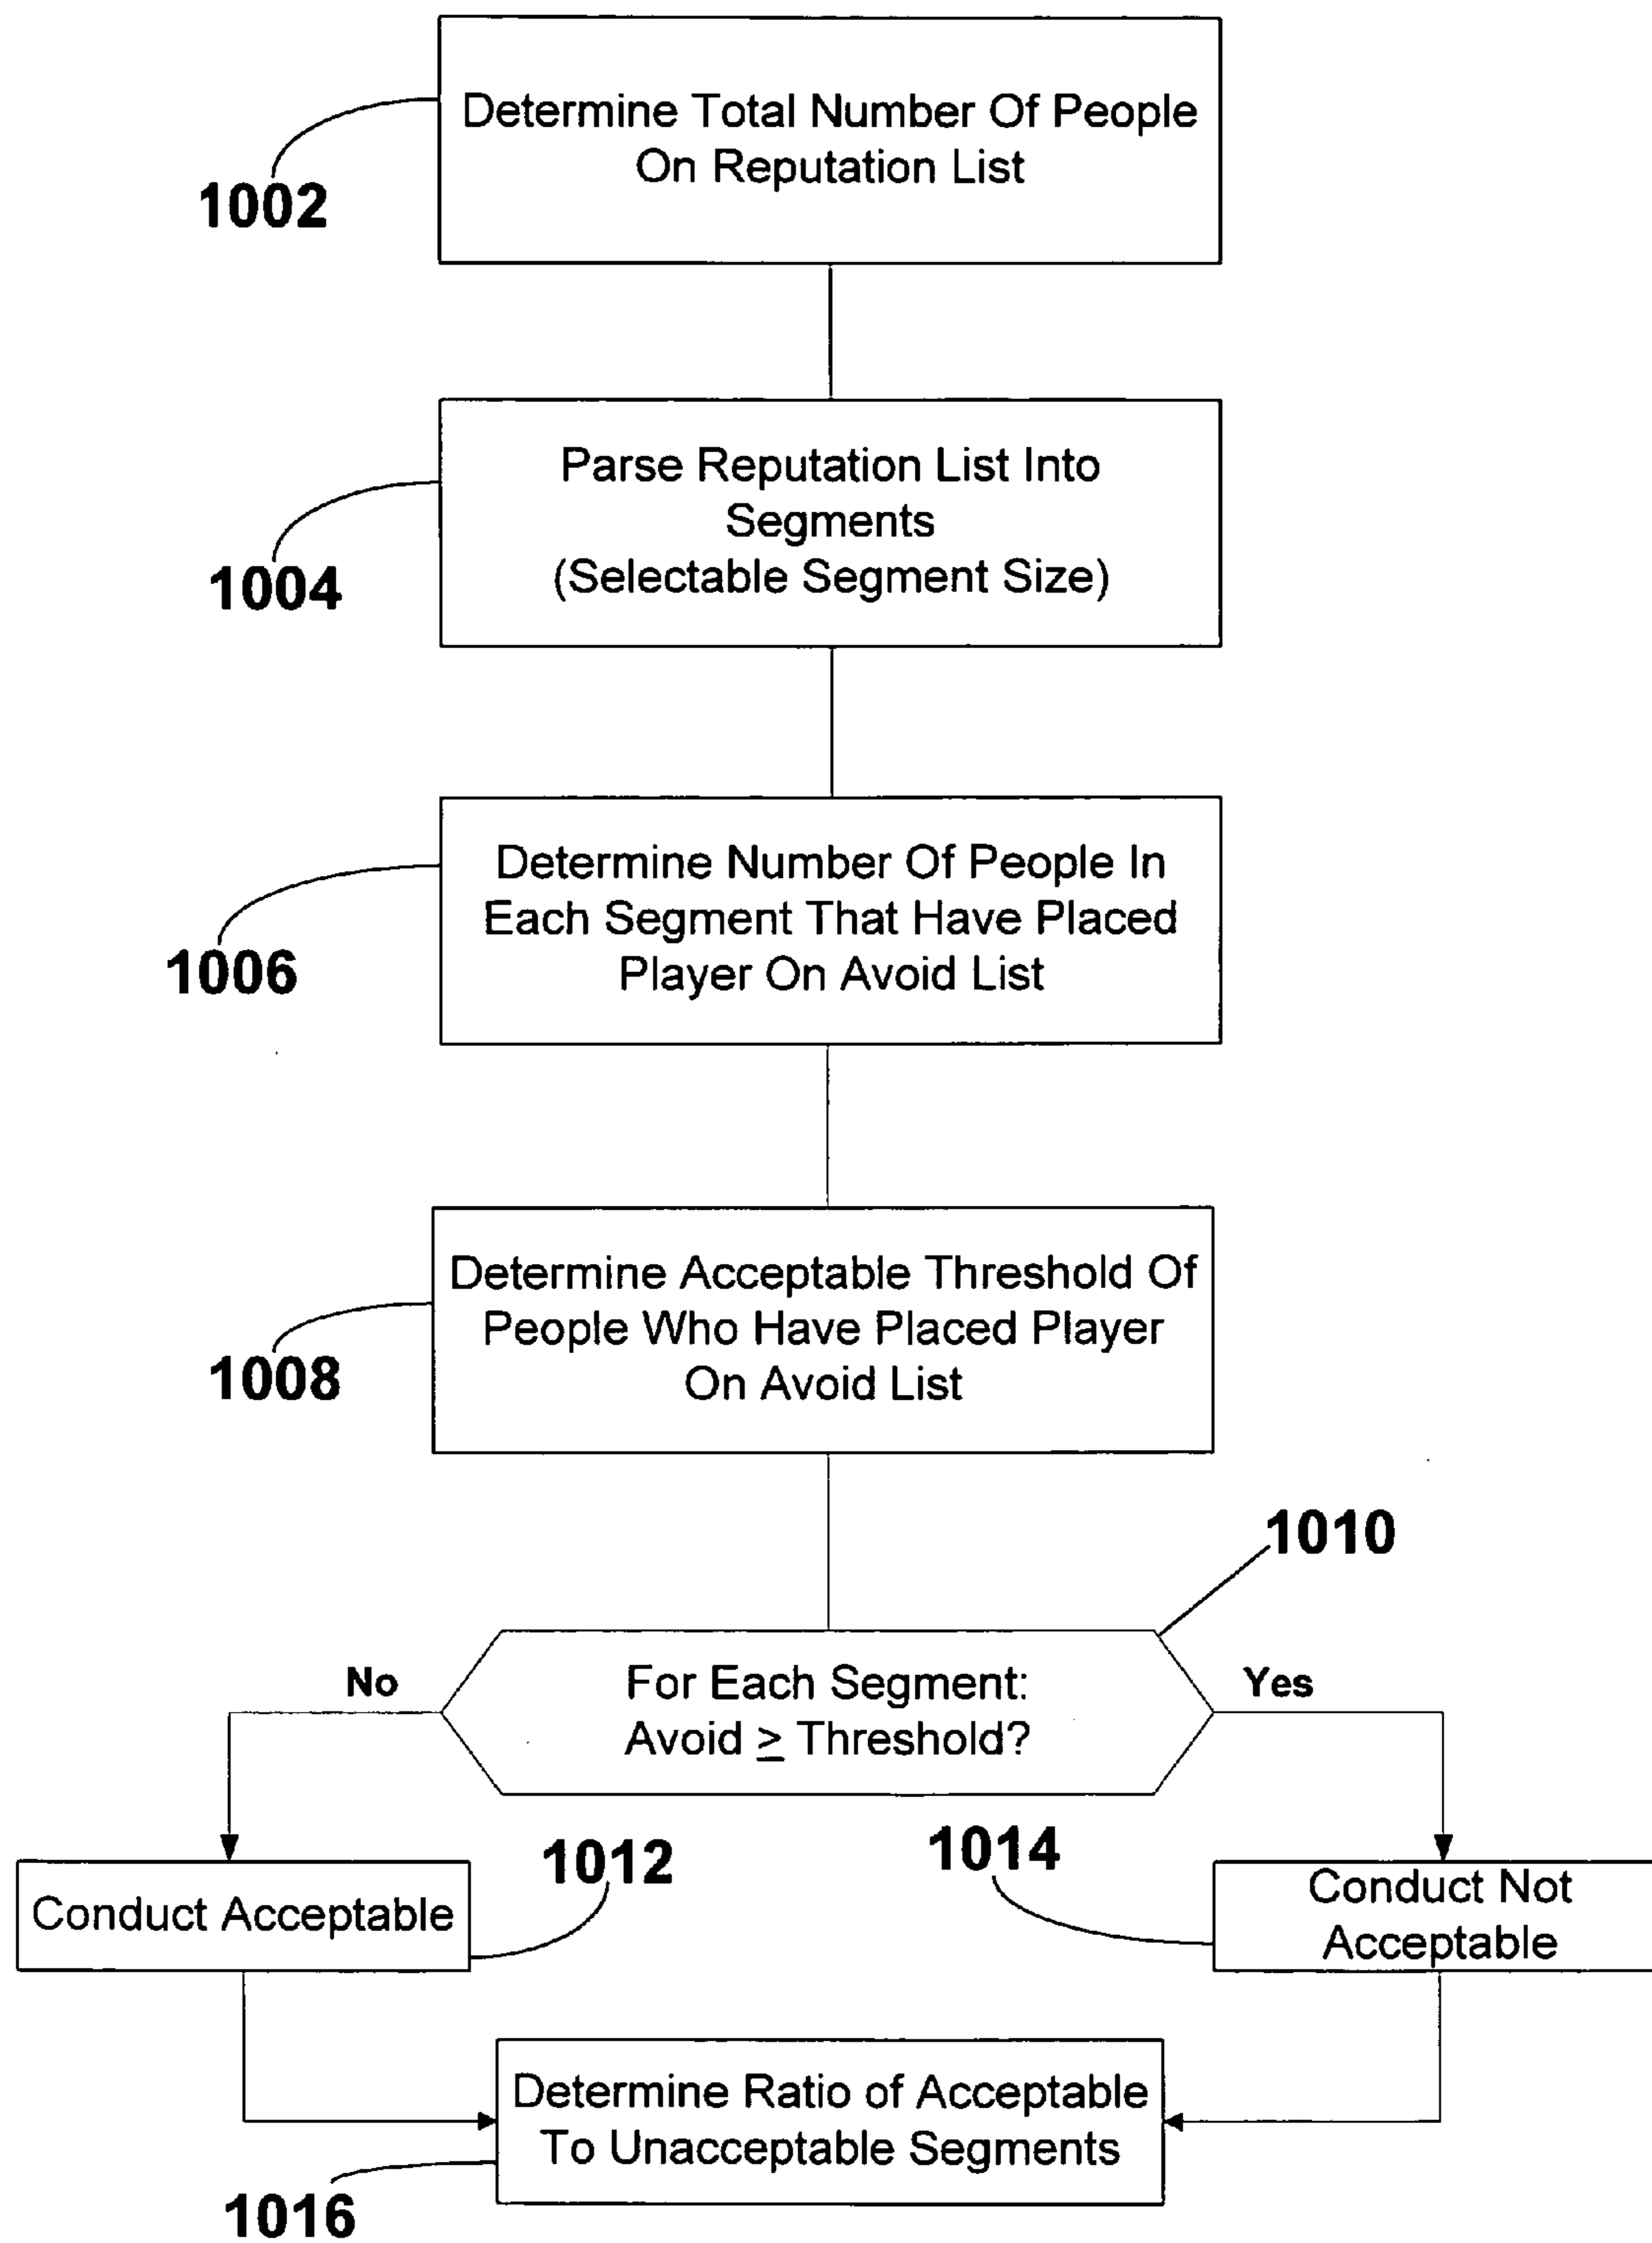 Determine Total Number Of People
On Reputation List
1002
Parse Reputation List Into
Segments
(Selectable Segment Size)
1004
Determine Number Of People In
Each Segment That Have Placed
Player On Avoid List
1006
Determine Acceptable Threshold Of
People Who Have Placed Player
On Avoid List
1008
1010
No
For Each Segment:
Avoid ≥ Threshold?
Yes
1012
1014
Conduct Acceptable
Conduct Not
Acceptable
Determine Ratio of Acceptable
To Unacceptable Segments
1016